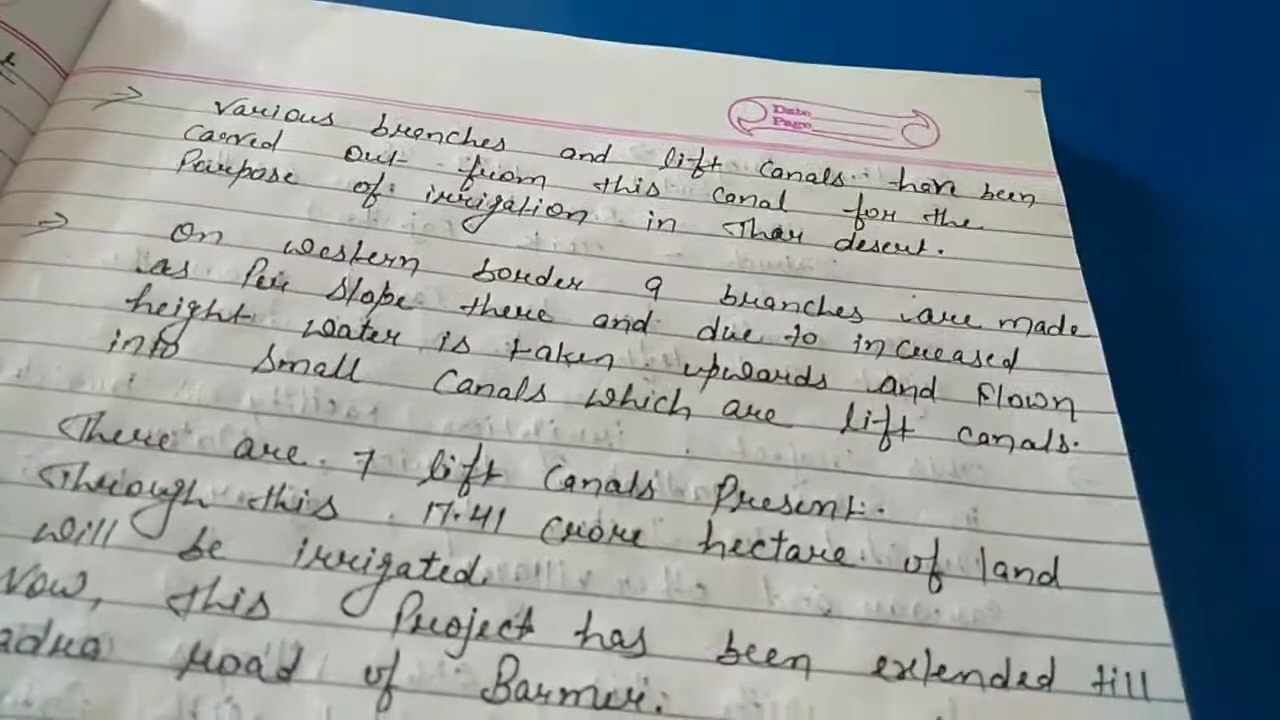 Date
Page
→ Various branches and lift canals have been
carved out from this canal for the
Purpose of irrigation in Thar desert.
→ On western border 9 branches are made
as Per slope there and due to increased
height water is taken upwards and flown
into small canals which are lift canals.
There are 7 lift canals Present.
Through this 17.41 crore hectare of land
will be irrigated.
Now, this Project has been extended till
road of Barmer.